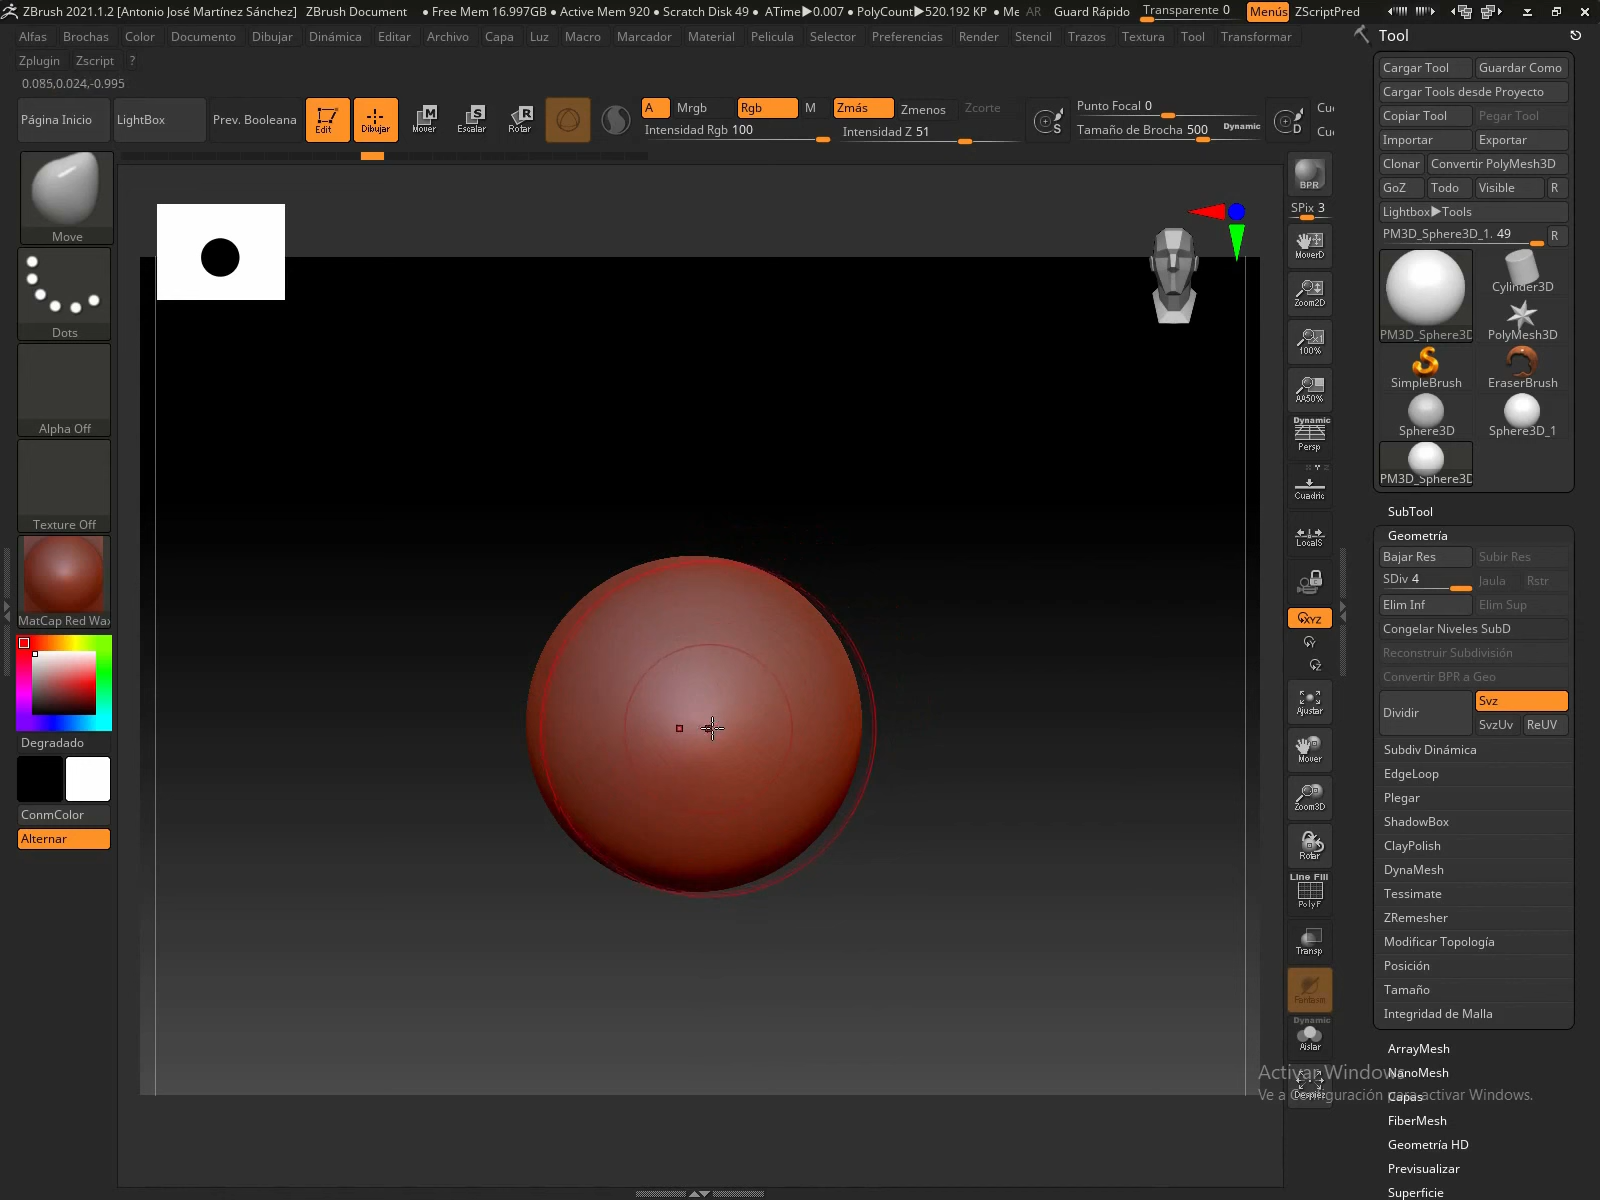 ZBrush 2021.1.2 [Antonio José Martínez Sánchez] ZBrush Document • Free Mem 16.997GB • Active Mem 920 • Scratch Disk 49 • ATime▶0.007 • PolyCount▶520.192 KP • Me AR Guard Rápido Transparente 0 Menús ZScriptPred
Alfas Brochas Color Documento Dibujar Dinámica Editar Archivo Capa Luz Macro Marcador Material Pelicula Selector Preferencias Render Stencil Trazos Textura Tool Transformar
Zplugin Zscript ?
0.085,0.024,-0.995
Página Inicio LightBox Prev. Booleana Edit Dibujar Mover Escalar Rotar
A Mrgb Rgb M Zmás Zmenos Zcorte
Intensidad Rgb 100 Intensidad Z 51
S Punto Focal 0 D Cue
Tamaño de Brocha 500 Dynamic Cu
Move
Dots
Alpha Off
Texture Off
MatCap Red Wax
Degradado
ConmColor
Alternar
BPR
SPix 3
MoverD
Zoom2D
100%
AA50%
Dynamic
Persp
Cuadric
LocalS
XYZ
Y
Z
Ajustar
Mover
Zoom3D
Rotar
Line Fill
PolyF
Transp
Fantasm
Dynamic
Aislar
Despiez
Tool
Cargar Tool Guardar Como
Cargar Tools desde Proyecto
Copiar Tool Pegar Tool
Importar Exportar
Clonar Convertir PolyMesh3D
GoZ Todo Visible R
Lightbox▶Tools
PM3D_Sphere3D_1. 49 R
Cylinder3D
PM3D_Sphere3D PolyMesh3D
SimpleBrush EraserBrush
Sphere3D Sphere3D_1
PM3D_Sphere3D
SubTool
Geometría
Bajar Res Subir Res
SDiv 4 Jaula Rstr
Elim Inf Elim Sup
Congelar Niveles SubD
Reconstruir Subdivisión
Convertir BPR a Geo
Dividir Svz
SvzUv ReUV
Subdiv Dinámica
EdgeLoop
Plegar
ShadowBox
ClayPolish
DynaMesh
Tessimate
ZRemesher
Modificar Topología
Posición
Tamaño
Integridad de Malla
ArrayMesh
NanoMesh
Capas
FiberMesh
Geometría HD
Previsualizar
Superficie
Activar Windows
Ve a Configuración para activar Windows.